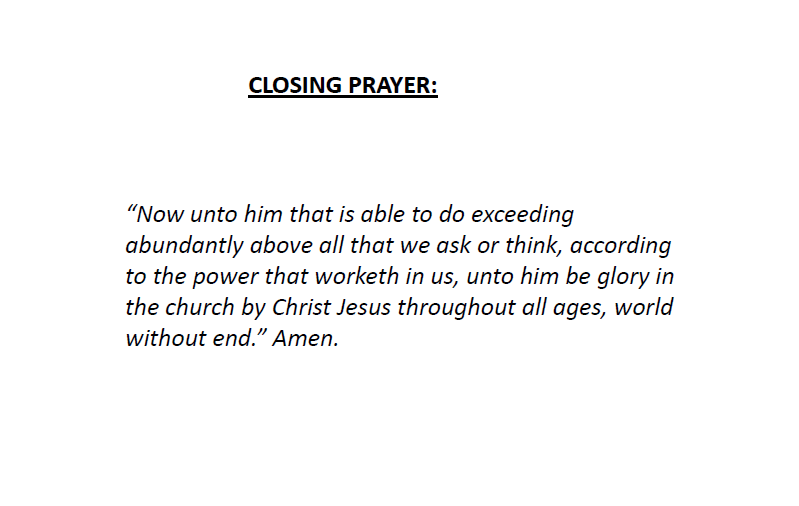 CLOSING PRAYER:
“Now unto him that is able to do exceeding
abundantly above all that we ask or think, according
to the power that worketh in us, unto him be glory in
the church by Christ Jesus throughout all ages, world
without end.” Amen.